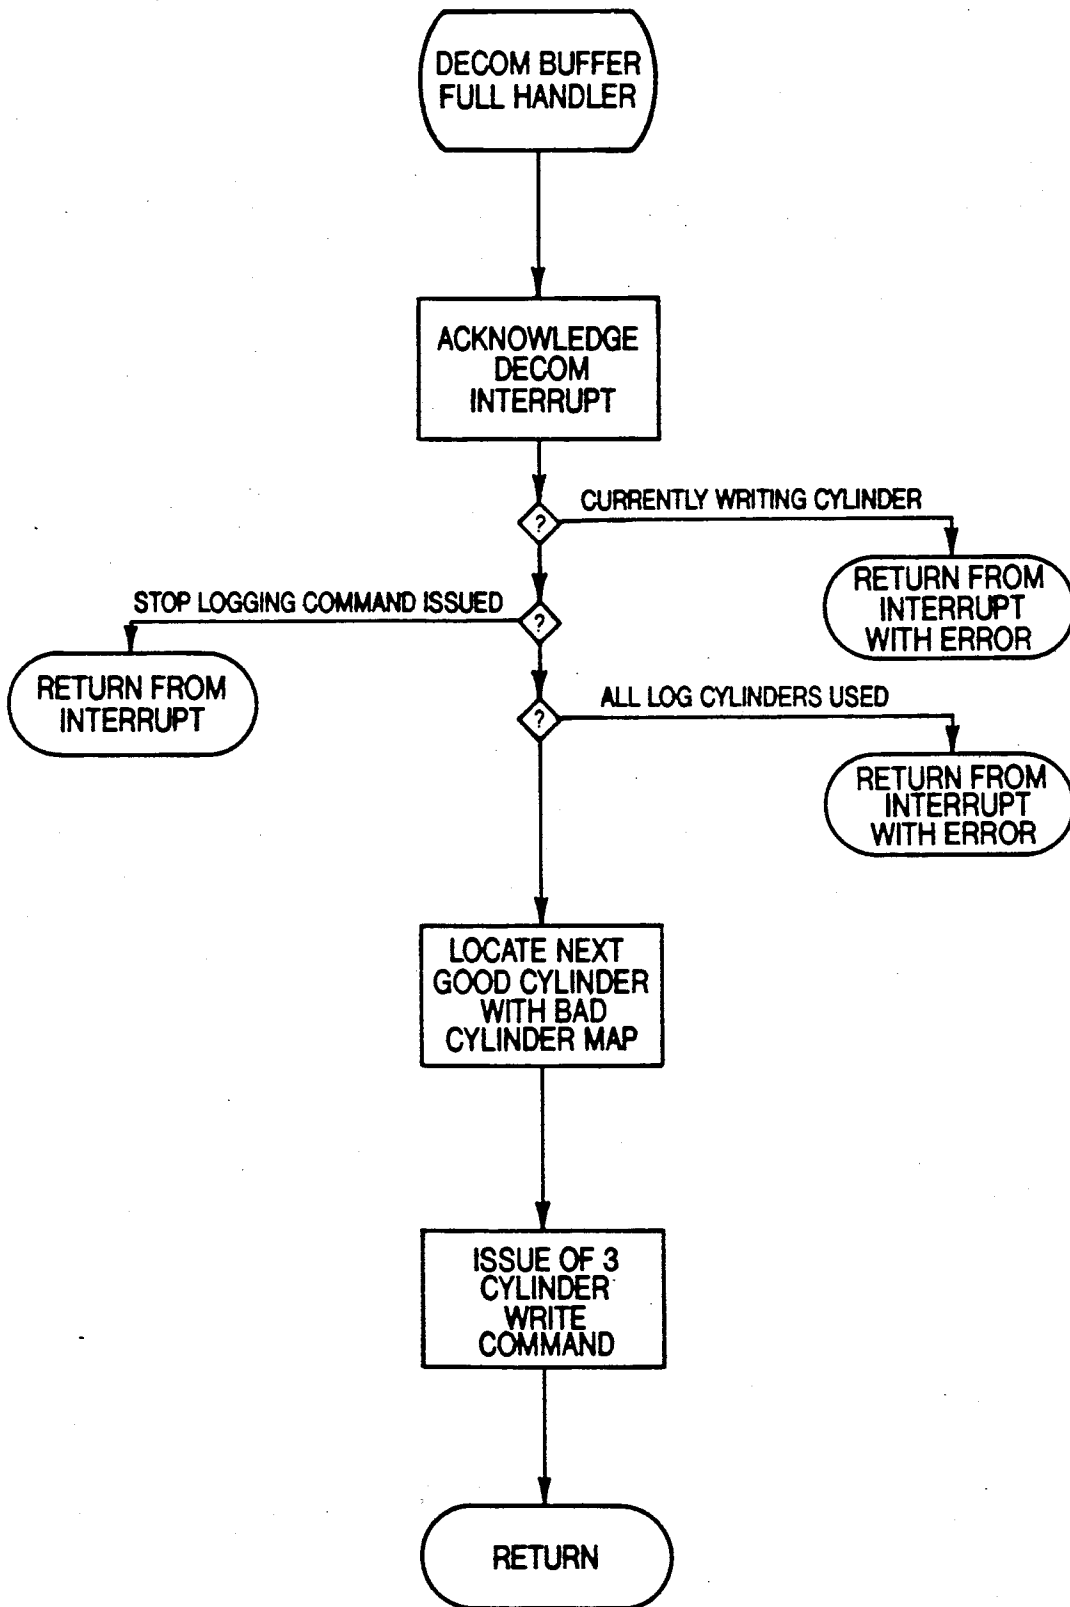 DECOM BUFFER
FULL HANDLER
ACKNOWLEDGE
DECOM
INTERRUPT
?
CURRENTLY WRITING CYLINDER
RETURN FROM
INTERRUPT
WITH ERROR
?
STOP LOGGING COMMAND ISSUED
RETURN FROM
INTERRUPT
?
ALL LOG CYLINDERS USED
RETURN FROM
INTERRUPT
WITH ERROR
LOCATE NEXT
GOOD CYLINDER
WITH BAD
CYLINDER MAP
ISSUE OF 3
CYLINDER
WRITE
COMMAND
RETURN